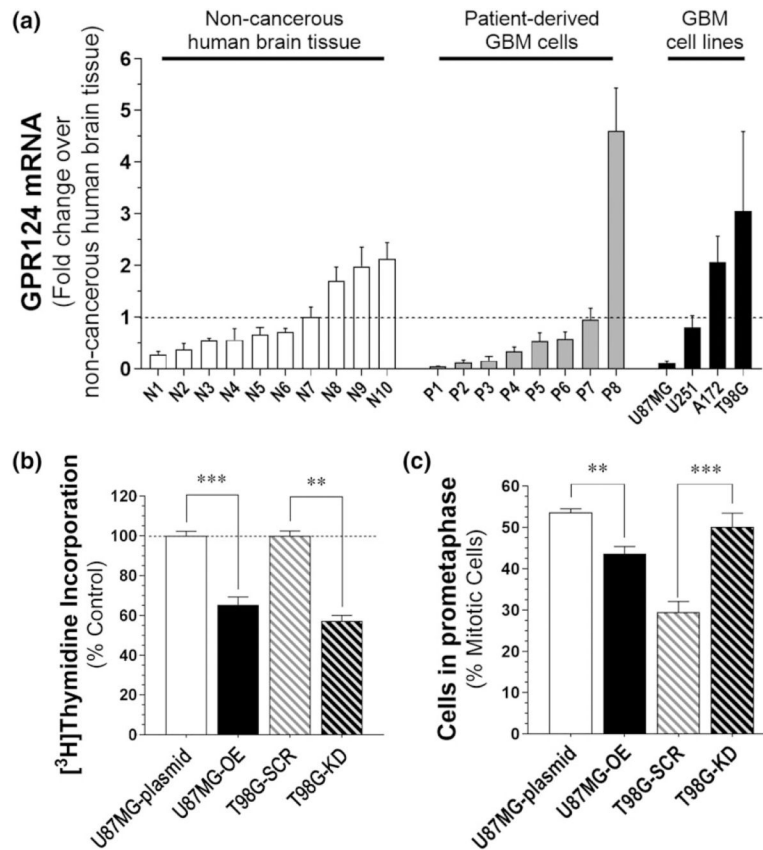 (a)
Non-cancerous
human brain tissue
Patient-derived
GBM cells
GBM
cell lines
GPR124 mRNA
(Fold change over
non-cancerous human brain tissue)
6
5
4
3
2
1
0
N1 N2 N3 N4 N5 N6 N7 N8 N9 N10
P1 P2 P3 P4 P5 P6 P7 P8
U87MG U251 A172 T98G
(b)
[³H]Thymidine Incorporation
(% Control)
120
100
80
60
40
20
0
*** **
U87MG-plasmid U87MG-OE T98G-SCR T98G-KD
(c)
Cells in prometaphase
(% Mitotic Cells)
60
50
40
30
20
10
0
** ***
U87MG-plasmid U87MG-OE T98G-SCR T98G-KD